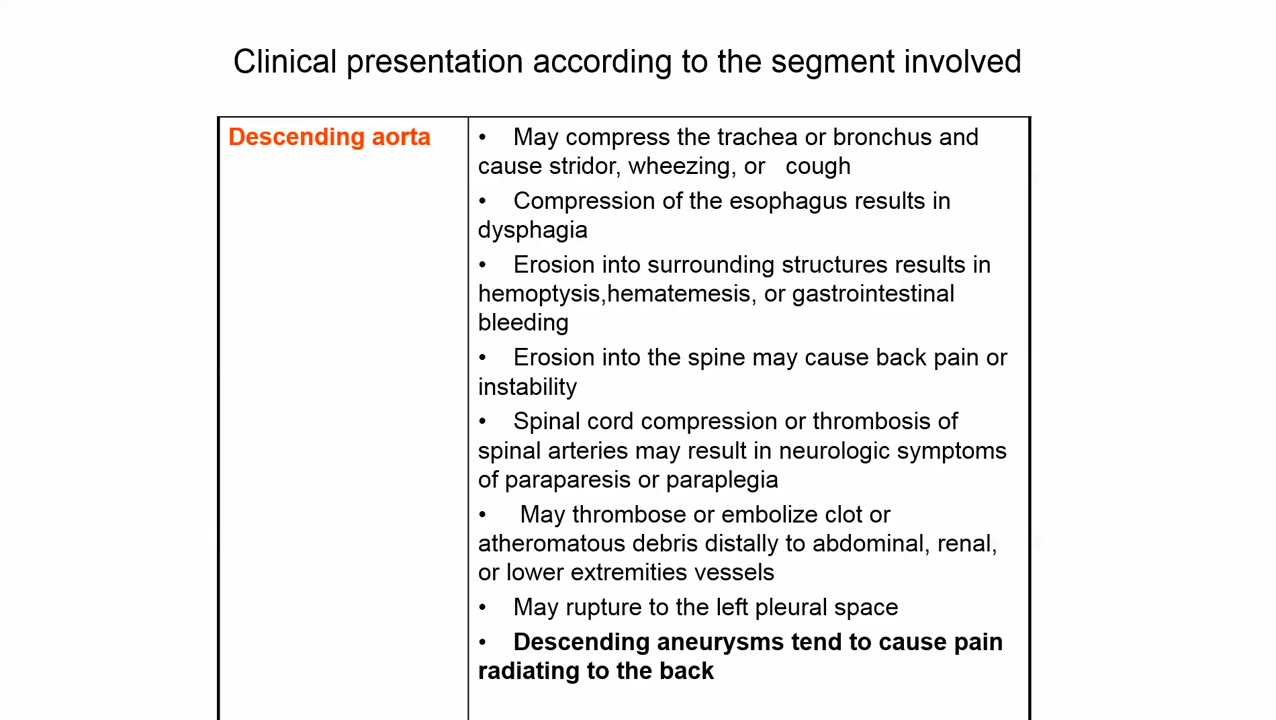 Clinical presentation according to the segment involved
Descending aorta
• May compress the trachea or bronchus and
cause stridor, wheezing, or cough
• Compression of the esophagus results in
dysphagia
• Erosion into surrounding structures results in
hemoptysis,hematemesis, or gastrointestinal
bleeding
• Erosion into the spine may cause back pain or
instability
• Spinal cord compression or thrombosis of
spinal arteries may result in neurologic symptoms
of paraparesis or paraplegia
• May thrombose or embolize clot or
atheromatous debris distally to abdominal, renal,
or lower extremities vessels
• May rupture to the left pleural space
• Descending aneurysms tend to cause pain
radiating to the back